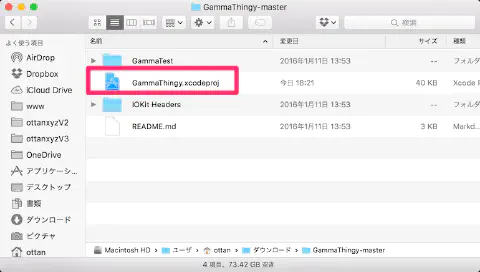 GammaThingy-master
検索
よく使う項目
名前 変更日 サイズ 種類
AirDrop
Dropbox
iCloud Drive
www
ottanxyzV2
ottanxyzV3
OneDrive
アプリケーション
デスクトップ
書類
ダウンロード
ピクチャ
ottan
GammaTest 2016年1月11日 13:53 -- フォルダ
GammaThingy.xcodeproj 今日 18:21 40 KB Xcode P
IOKit Headers 2016年1月11日 13:53 -- フォルダ
README.md 2016年1月11日 13:53 3 KB Markd...
Macintosh HD ▸ ユーザ ▸ ottan ▸ ダウンロード ▸ GammaThingy-master
4 項目、73.42 GB 空き